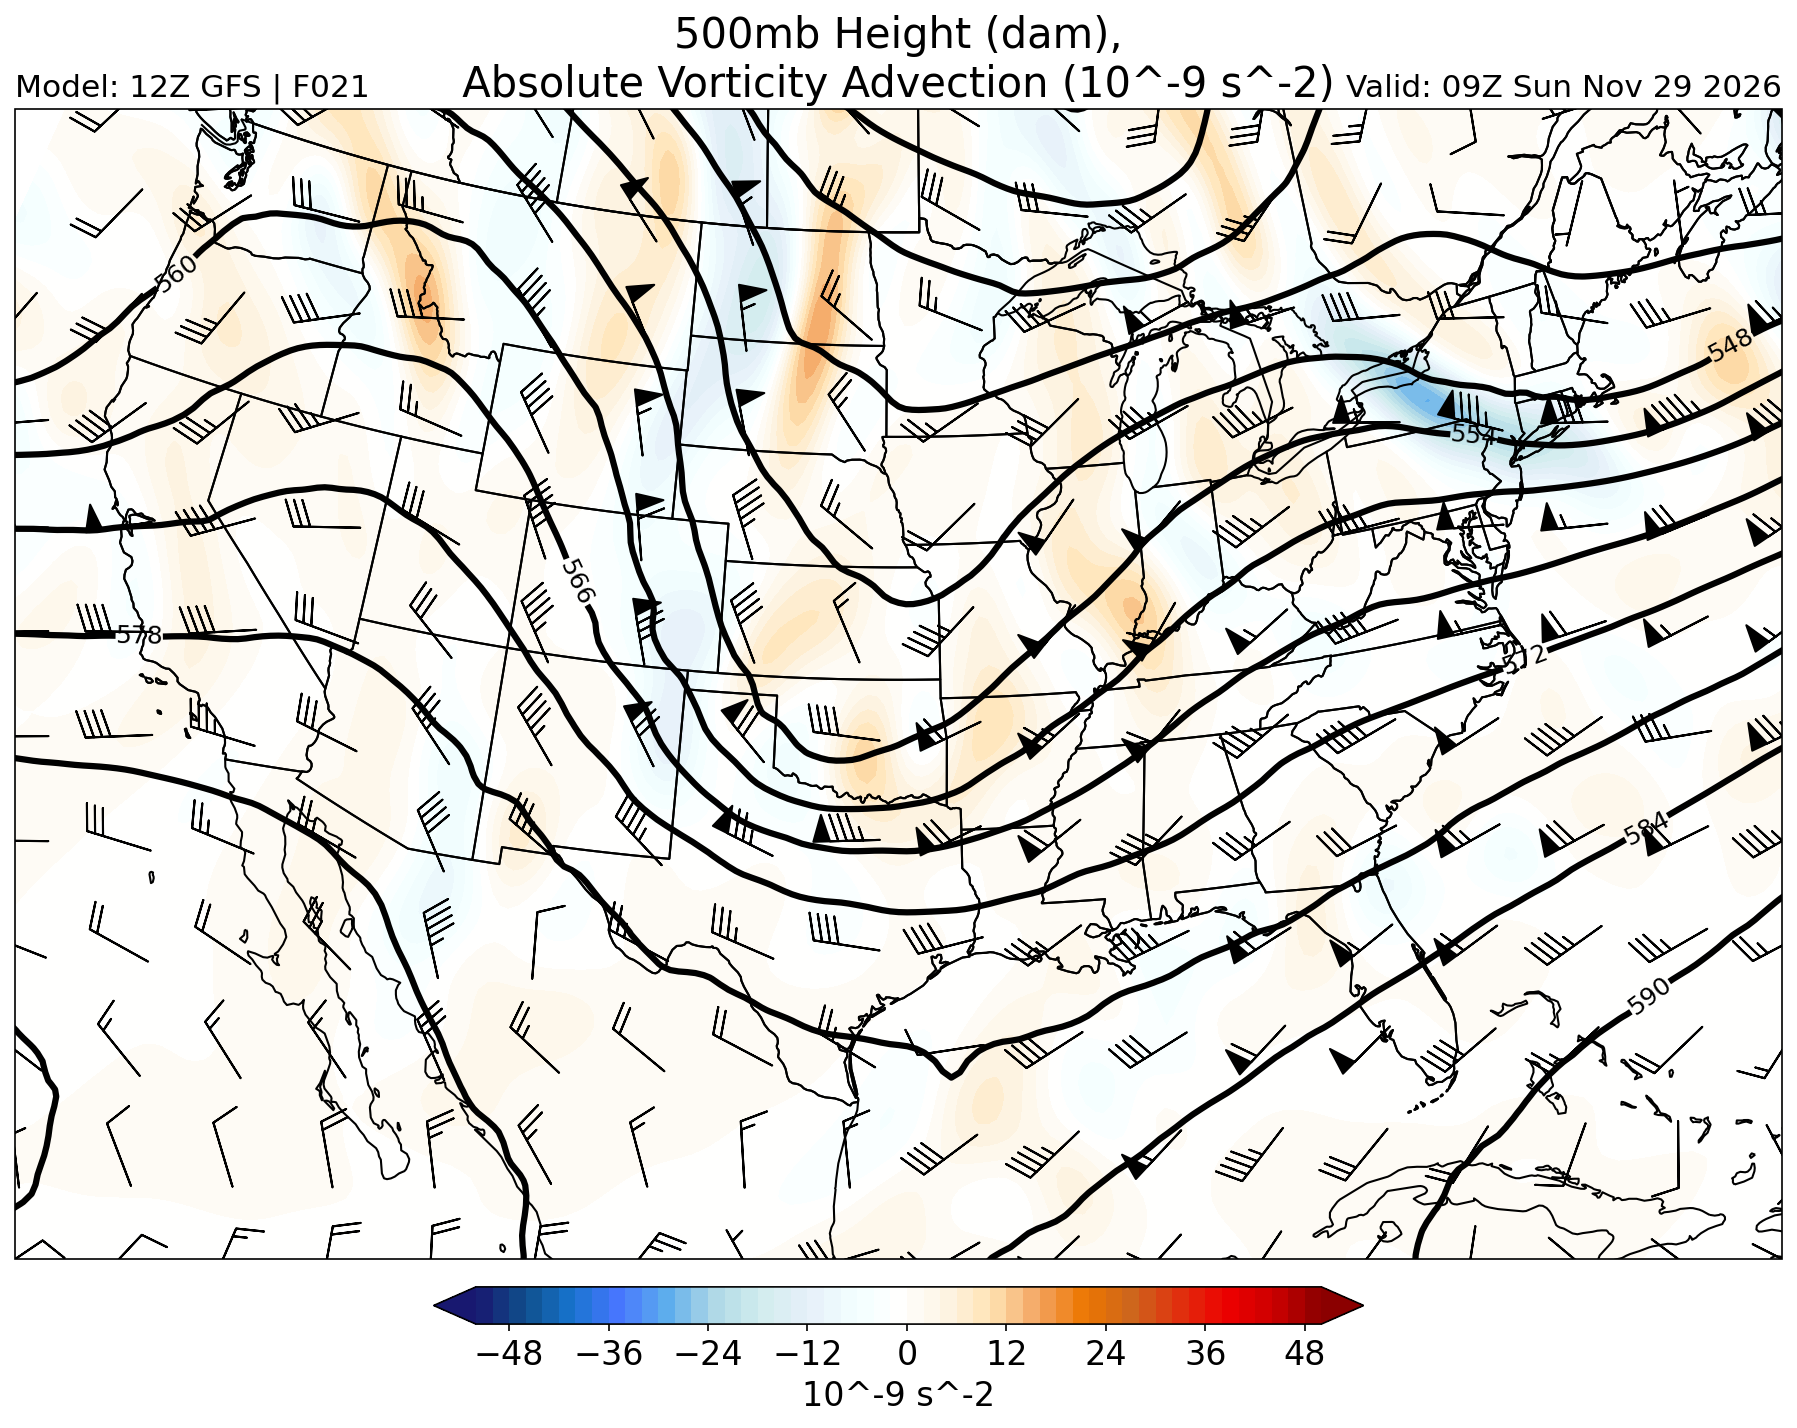 500mb Height (dam),
Model: 12Z GFS | F021
Absolute Vorticity Advection (10^-9 s^-2)
Valid: 09Z Sun Nov 29 2026
560
548
554
566
578
572
584
590
−48 −36 −24 −12 0 12 24 36 48
10^-9 s^-2